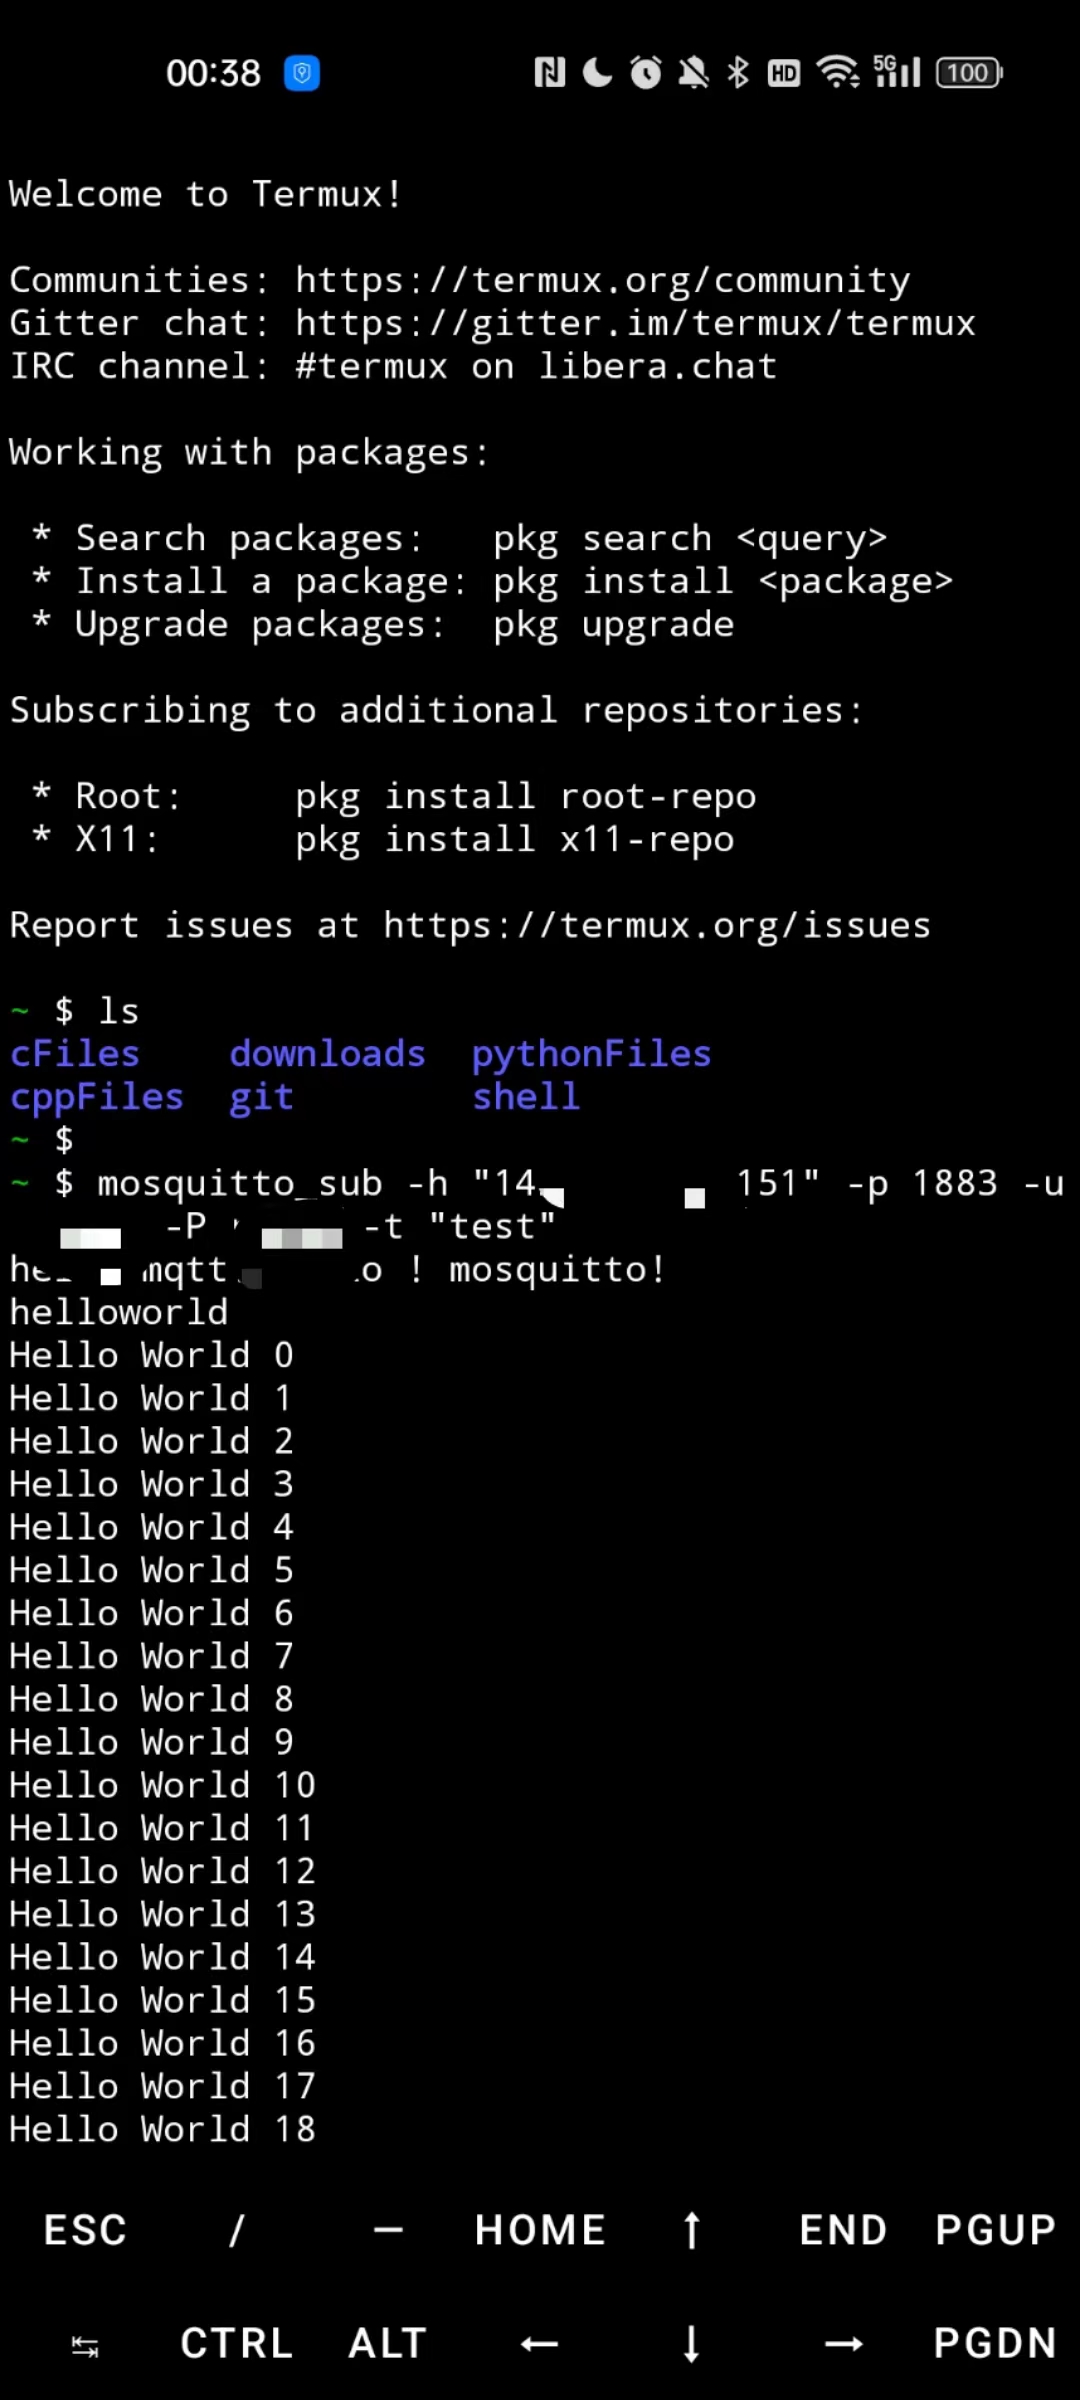 00:38 HD 5G 100
Welcome to Termux!
Communities: https://termux.org/community
Gitter chat: https://gitter.im/termux/termux
IRC channel: #termux on libera.chat
Working with packages:
* Search packages:   pkg search <query>
* Install a package: pkg install <package>
* Upgrade packages:  pkg upgrade
Subscribing to additional repositories:
* Root:     pkg install root-repo
* X11:      pkg install x11-repo
Report issues at https://termux.org/issues
~ $ ls
cFiles    downloads  pythonFiles
cppFiles  git        shell
~ $
~ $ mosquitto_sub -h "14. 151" -p 1883 -u
-P -t "test"
mqtt ! mosquitto!
helloworld
Hello World 0
Hello World 1
Hello World 2
Hello World 3
Hello World 4
Hello World 5
Hello World 6
Hello World 7
Hello World 8
Hello World 9
Hello World 10
Hello World 11
Hello World 12
Hello World 13
Hello World 14
Hello World 15
Hello World 16
Hello World 17
Hello World 18
ESC / — HOME ↑ END PGUP
↹ CTRL ALT ← ↓ → PGDN